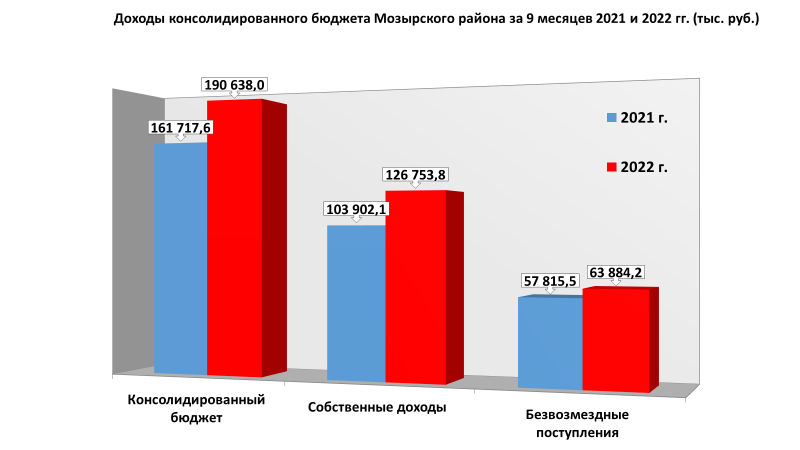 Доходы консолидированного бюджета Мозырского района за 9 месяцев 2021 и 2022 гг. (тыс. руб.)
190 638,0
161 717,6
2021 г.
2022 г.
126 753,8
103 902,1
63 884,2
57 815,5
Консолидированный
бюджет
Собственные доходы
Безвозмездные
поступления